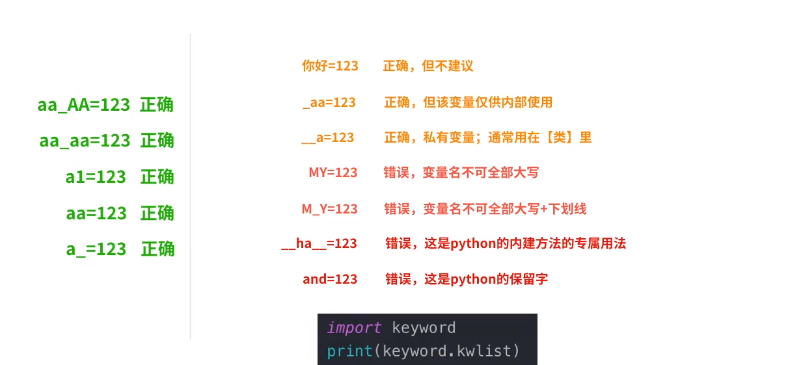 aa_AA=123 正确
aa_aa=123 正确
a1=123 正确
aa=123 正确
a_=123 正确
你好=123 正确，但不建议
_aa=123 正确，但该变量仅供内部使用
__a=123 正确，私有变量；通常用在【类】里
MY=123 错误，变量名不可全部大写
M_Y=123 错误，变量名不可全部大写+下划线
__ha__=123 错误，这是python的内建方法的专属用法
and=123 错误，这是python的保留字
import keyword
print(keyword.kwlist)